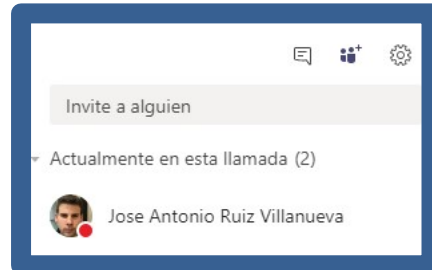 Invite a alguien
Actualmente en esta llamada (2)
Jose Antonio Ruiz Villanueva